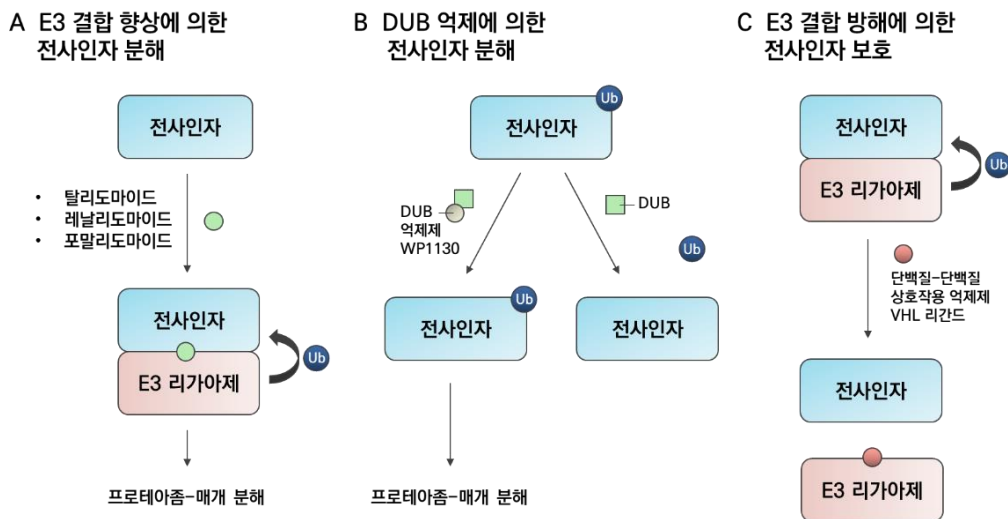 A E3 결합 향상에 의한
전사인자 분해
전사인자
• 탈리도마이드
• 레날리도마이드
• 포말리도마이드
전사인자
E3 리가아제
Ub
프로테아좀-매개 분해
B DUB 억제에 의한
전사인자 분해
Ub
전사인자
DUB
억제제
WP1130
DUB
Ub
Ub
전사인자
전사인자
프로테아좀-매개 분해
C E3 결합 방해에 의한
전사인자 보호
전사인자
E3 리가아제
Ub
단백질-단백질
상호작용 억제제
VHL 리간드
전사인자
E3 리가아제